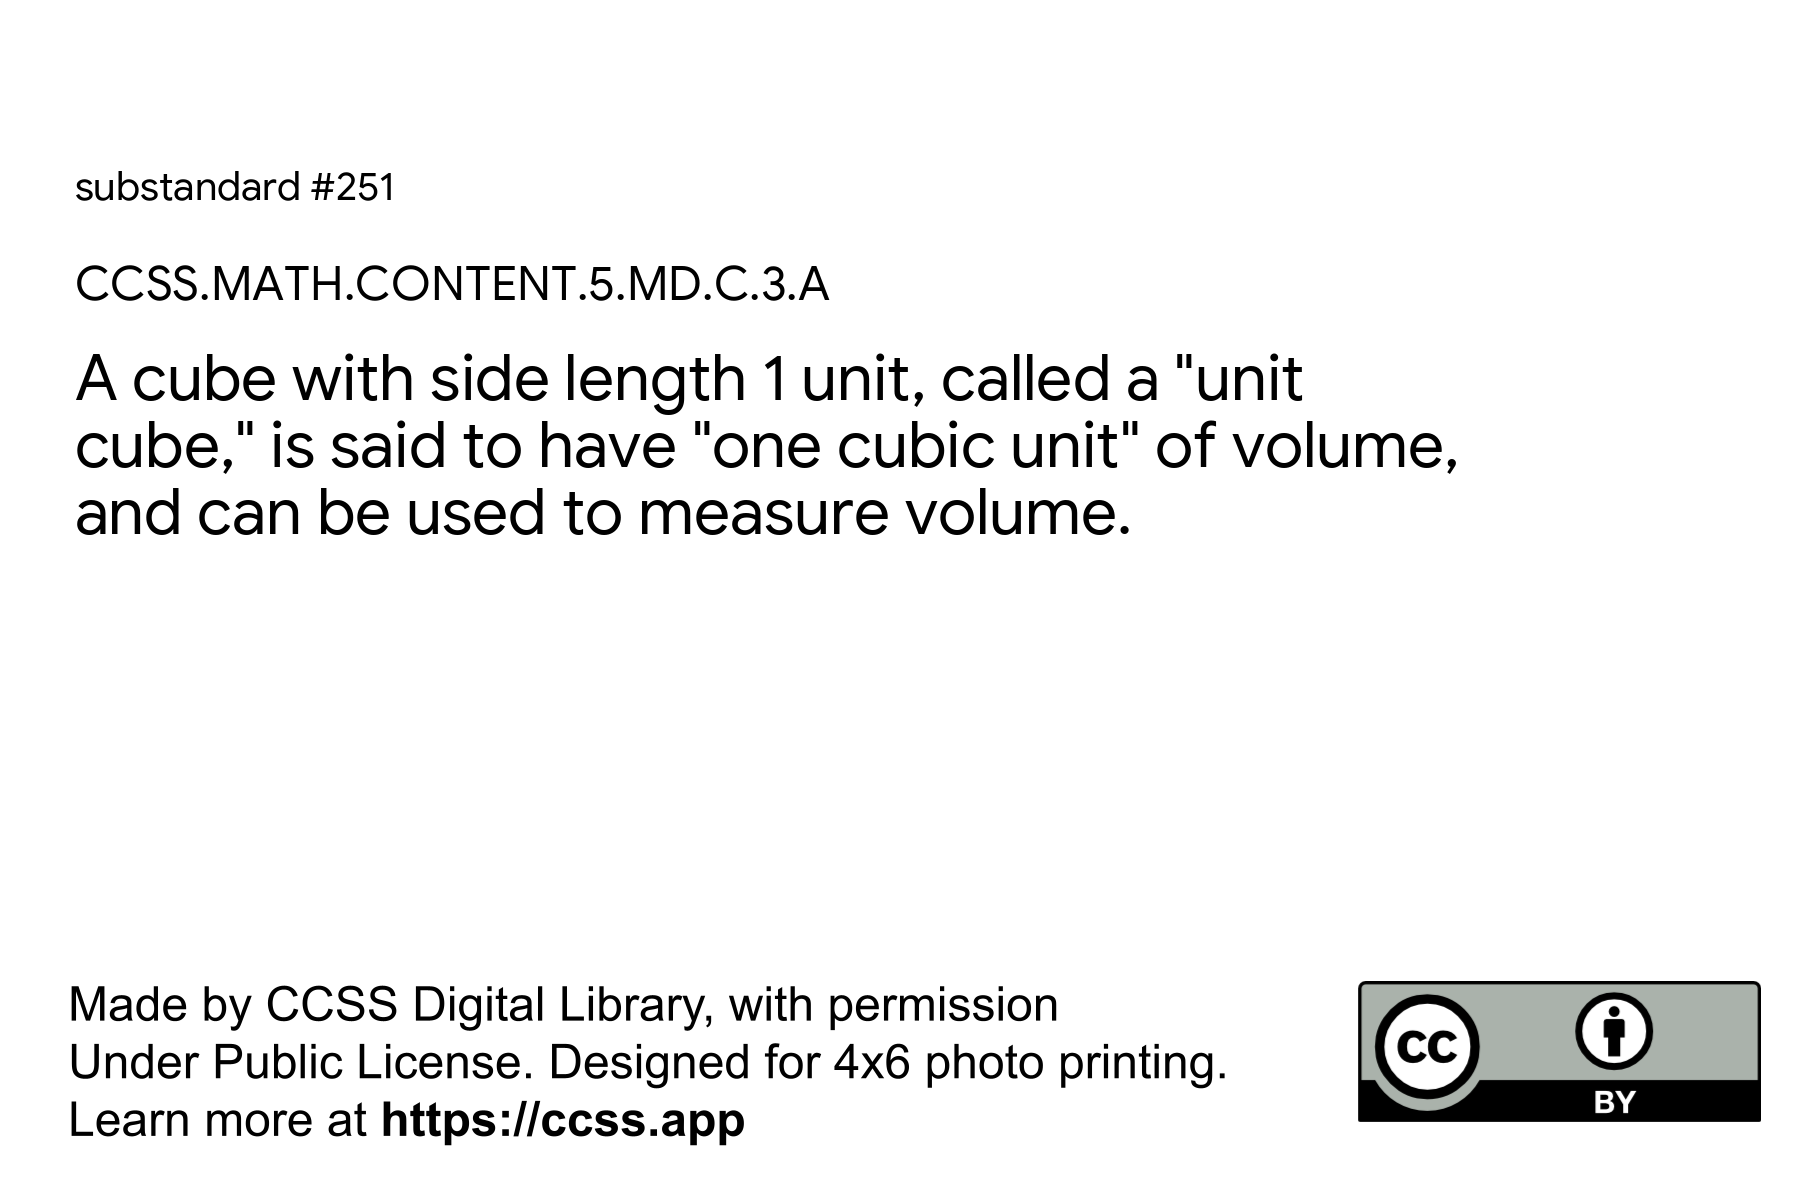 substandard #251
CCSS.MATH.CONTENT.5.MD.C.3.A
A cube with side length 1 unit, called a "unit
cube," is said to have "one cubic unit" of volume,
and can be used to measure volume.
Made by CCSS Digital Library, with permission
Under Public License. Designed for 4x6 photo printing.
Learn more at https://ccss.app
cc
BY